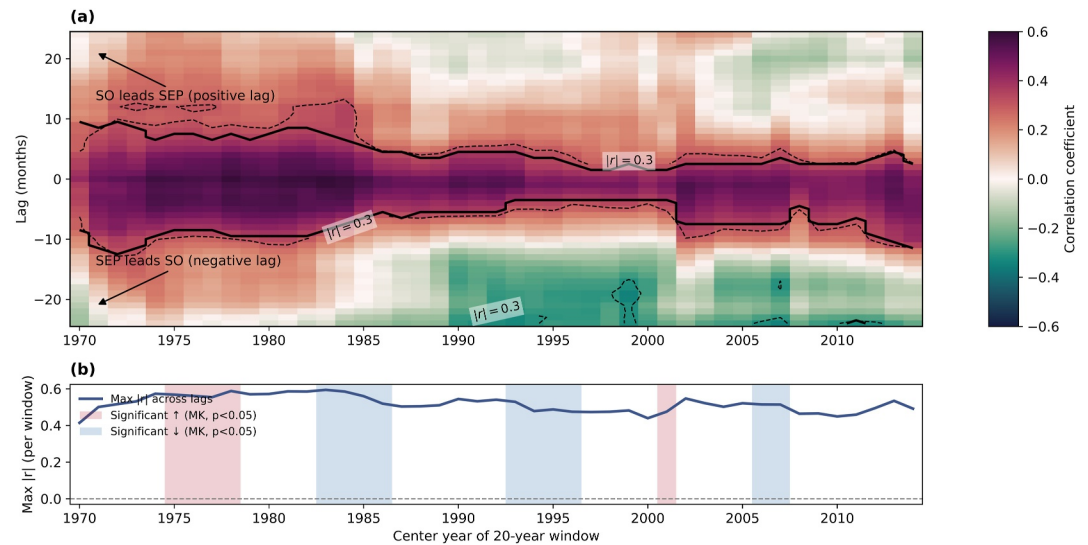 (a)
20
10
0
−10
−20
Lag (months)
SO leads SEP (positive lag)
SEP leads SO (negative lag)
|r| = 0.3
|r| = 0.3
|r| = 0.3
1970 1975 1980 1985 1990 1995 2000 2005 2010
0.6
0.4
0.2
0.0
−0.2
−0.4
−0.6
Correlation coefficient
(b)
0.6
0.4
0.2
0.0
Max |r| (per window)
Max |r| across lags
Significant ↑ (MK, p<0.05)
Significant ↓ (MK, p<0.05)
1970 1975 1980 1985 1990 1995 2000 2005 2010
Center year of 20-year window